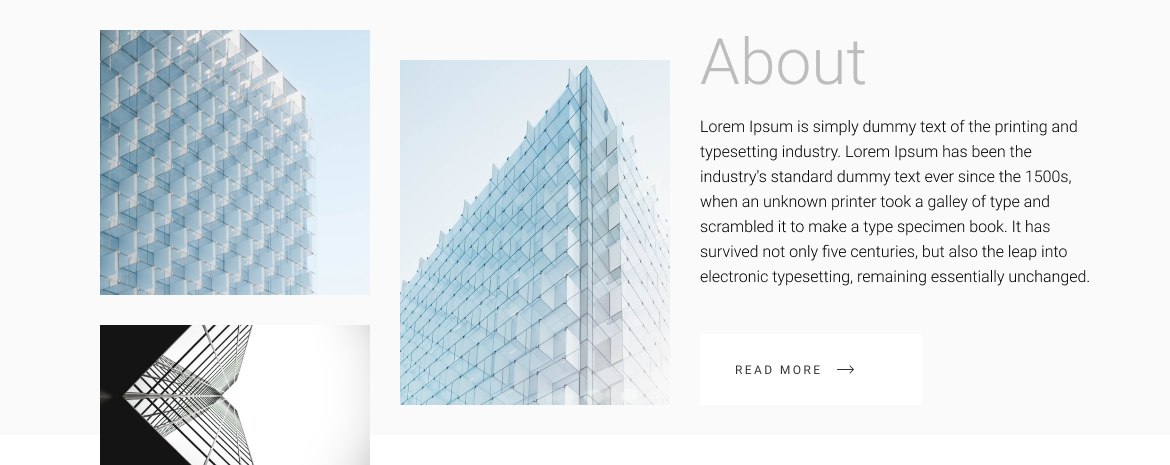 About
Lorem Ipsum is simply dummy text of the printing and
typesetting industry. Lorem Ipsum has been the
industry's standard dummy text ever since the 1500s,
when an unknown printer took a galley of type and
scrambled it to make a type specimen book. It has
survived not only five centuries, but also the leap into
electronic typesetting, remaining essentially unchanged.
READ MORE